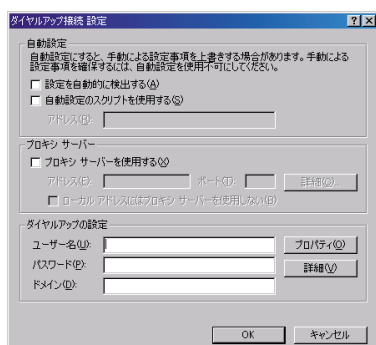 ダイヤルアップ接続 設定
自動設定
自動設定にすると、手動による設定事項を上書きする場合があります。手動による
設定事項を確保するには、自動設定を使用不可にしてください。
設定を自動的に検出する(A)
自動設定のスクリプトを使用する(S)
アドレス(R):
プロキシ サーバー
プロキシ サーバーを使用する(X)
アドレス(E): ポート(T): 詳細(C)...
ローカル アドレスにはプロキシ サーバーを使用しない(B)
ダイヤルアップの設定
ユーザー名(U): プロパティ(O)
パスワード(P): 詳細(V)
ドメイン(D):
OK キャンセル